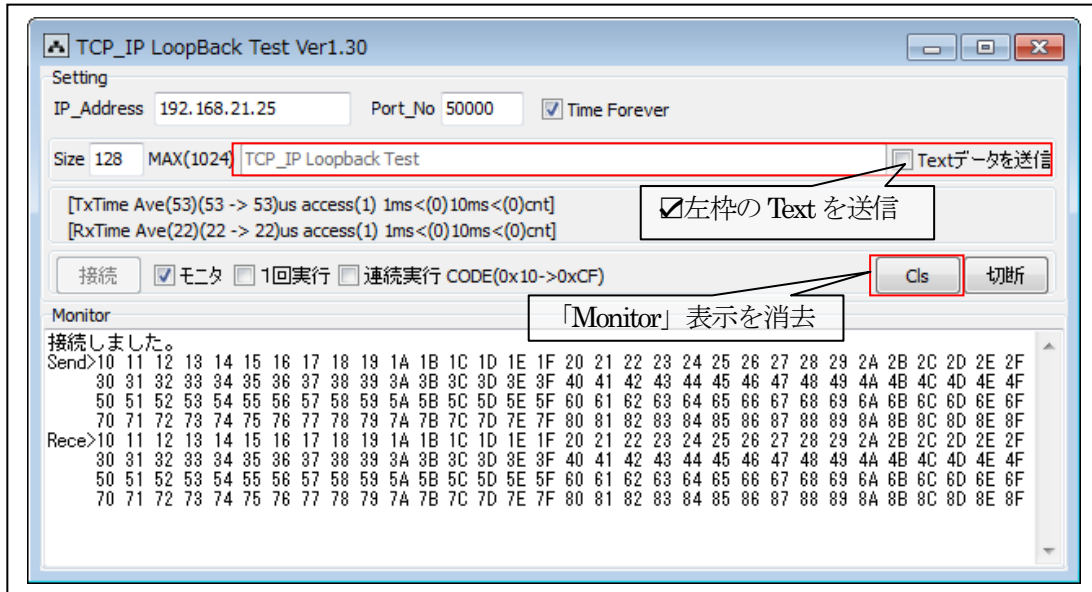 TCP_IP LoopBack Test Ver1.30
Setting
IP_Address 192.168.21.25 Port_No 50000 Time Forever
Size 128 MAX(1024) TCP_IP Loopback Test Textデータを送信
[TxTime Ave(53)(53 -> 53)us access(1) 1ms<(0)10ms<(0)cnt]
[RxTime Ave(22)(22 -> 22)us access(1) 1ms<(0)10ms<(0)cnt]
☑左枠の Text を送信
接続 モニタ 1回実行 連続実行 CODE(0x10->0xCF) Cls 切断
「Monitor」表示を消去
Monitor
接続しました。
Send>10 11 12 13 14 15 16 17 18 19 1A 1B 1C 1D 1E 1F 20 21 22 23 24 25 26 27 28 29 2A 2B 2C 2D 2E 2F
30 31 32 33 34 35 36 37 38 39 3A 3B 3C 3D 3E 3F 40 41 42 43 44 45 46 47 48 49 4A 4B 4C 4D 4E 4F
50 51 52 53 54 55 56 57 58 59 5A 5B 5C 5D 5E 5F 60 61 62 63 64 65 66 67 68 69 6A 6B 6C 6D 6E 6F
70 71 72 73 74 75 76 77 78 79 7A 7B 7C 7D 7E 7F 80 81 82 83 84 85 86 87 88 89 8A 8B 8C 8D 8E 8F
Rece>10 11 12 13 14 15 16 17 18 19 1A 1B 1C 1D 1E 1F 20 21 22 23 24 25 26 27 28 29 2A 2B 2C 2D 2E 2F
30 31 32 33 34 35 36 37 38 39 3A 3B 3C 3D 3E 3F 40 41 42 43 44 45 46 47 48 49 4A 4B 4C 4D 4E 4F
50 51 52 53 54 55 56 57 58 59 5A 5B 5C 5D 5E 5F 60 61 62 63 64 65 66 67 68 69 6A 6B 6C 6D 6E 6F
70 71 72 73 74 75 76 77 78 79 7A 7B 7C 7D 7E 7F 80 81 82 83 84 85 86 87 88 89 8A 8B 8C 8D 8E 8F